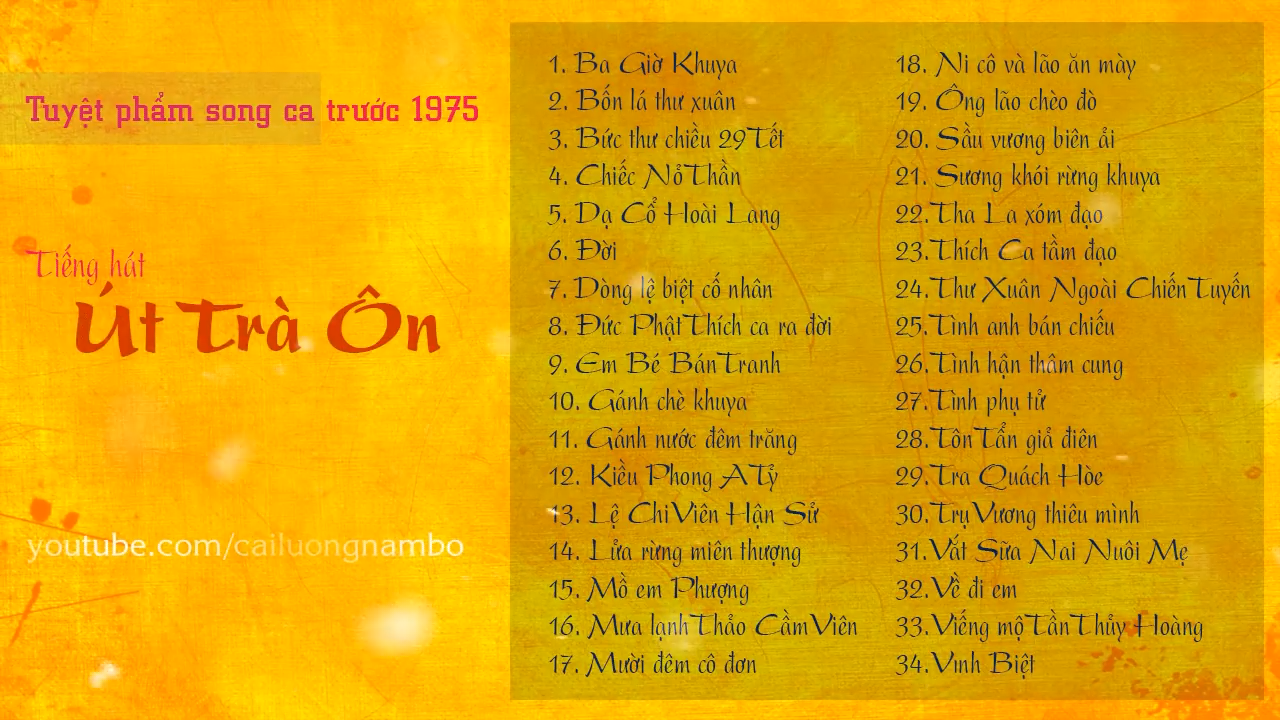 Tuyệt phẩm song ca trước 1975
Tiếng hát
Út Trà Ôn
youtube.com/cailuongnambo
1. Ba Giờ Khuya
2. Bốn lá thư xuân
3. Bức thư chiều 29 Tết
4. Chiếc Nỏ Thần
5. Dạ Cổ Hoài Lang
6. Đời
7. Dòng lệ biệt cố nhân
8. Đức Phật Thích ca ra đời
9. Em Bé Bán Tranh
10. Gánh chè khuya
11. Gánh nước đêm trăng
12. Kiều Phong A Tỷ
13. Lệ Chi Viên Hận Sử
14. Lửa rừng miên thượng
15. Mồ em Phượng
16. Mưa lạnh Thảo Cầm Viên
17. Mười đêm cô đơn
18. Ni cô và lão ăn mày
19. Ông lão chèo đò
20. Sầu vương biên ải
21. Sương khói rừng khuya
22. Tha La xóm đạo
23. Thích Ca tầm đạo
24. Thư Xuân Ngoài Chiến Tuyến
25. Tình anh bán chiếu
26. Tình hận thâm cung
27. Tình phụ tử
28. Tôn Tẩn giả điên
29. Tra Quách Hòe
30. Trụ Vương thiêu mình
31. Vắt Sữa Nai Nuôi Mẹ
32. Về đi em
33. Viếng mộ Tần Thủy Hoàng
34. Vĩnh Biệt